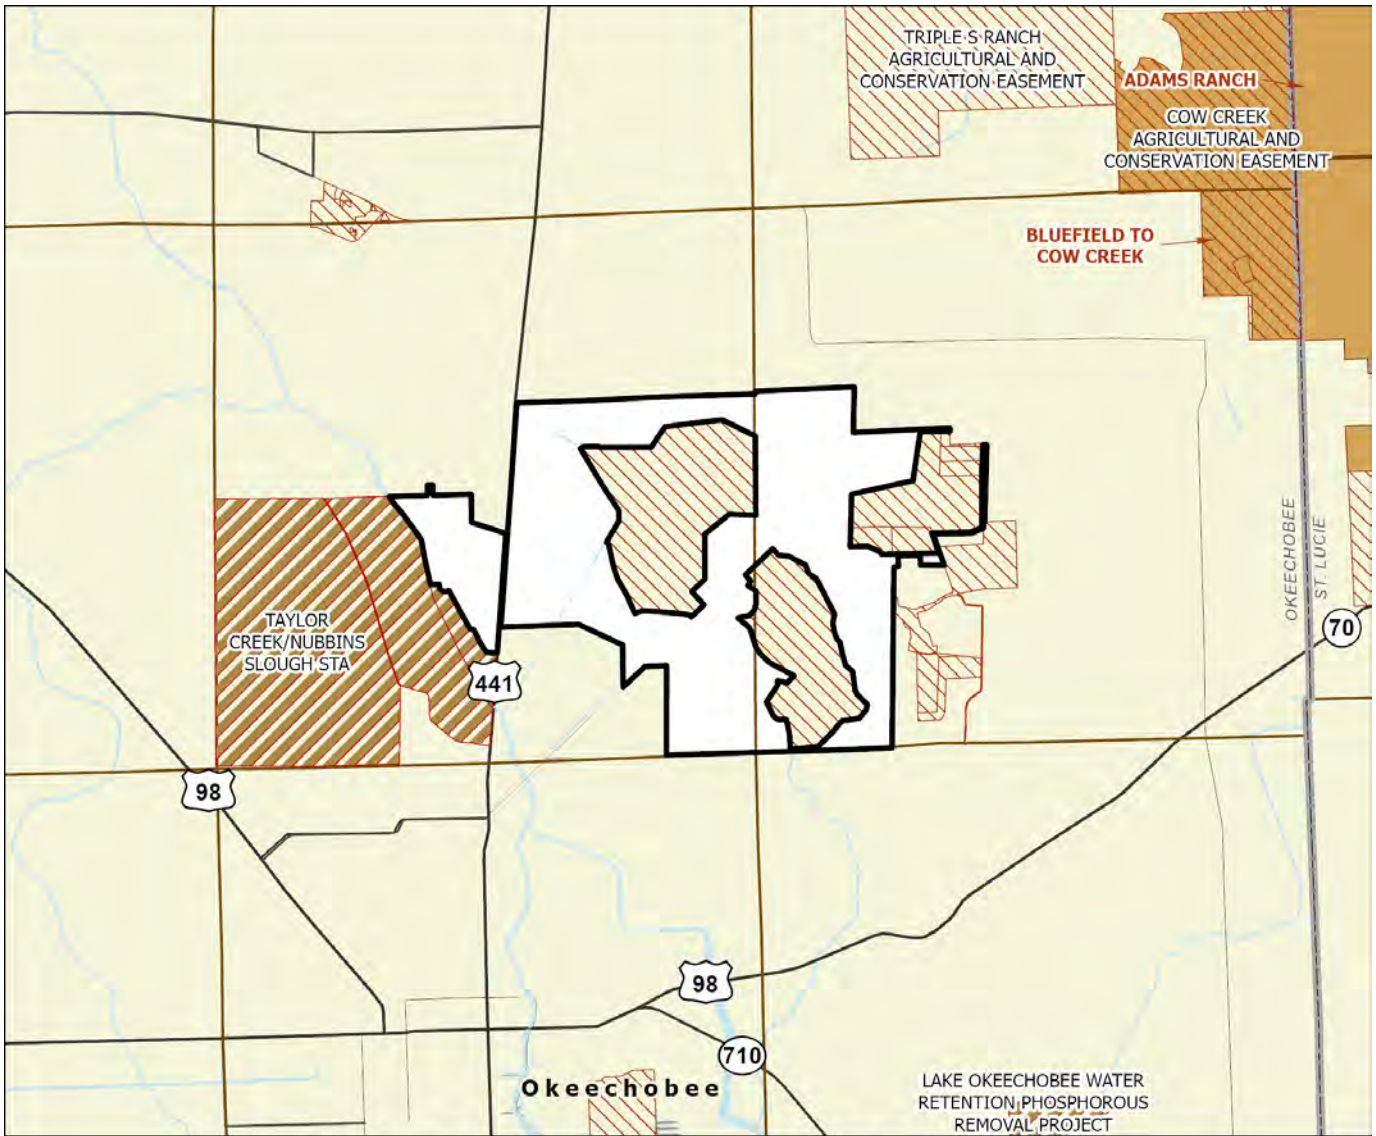 TRIPLE S RANCH
AGRICULTURAL AND
CONSERVATION EASEMENT
ADAMS RANCH
COW CREEK
AGRICULTURAL AND
CONSERVATION EASEMENT
BLUEFIELD TO
COW CREEK
OKEECHOBEE
ST. LUCIE
70
TAYLOR
CREEK/NUBBINS
SLOUGH STA
441
98
98
710
Okeechobee
LAKE OKEECHOBEE WATER
RETENTION PHOSPHOROUS
REMOVAL PROJECT